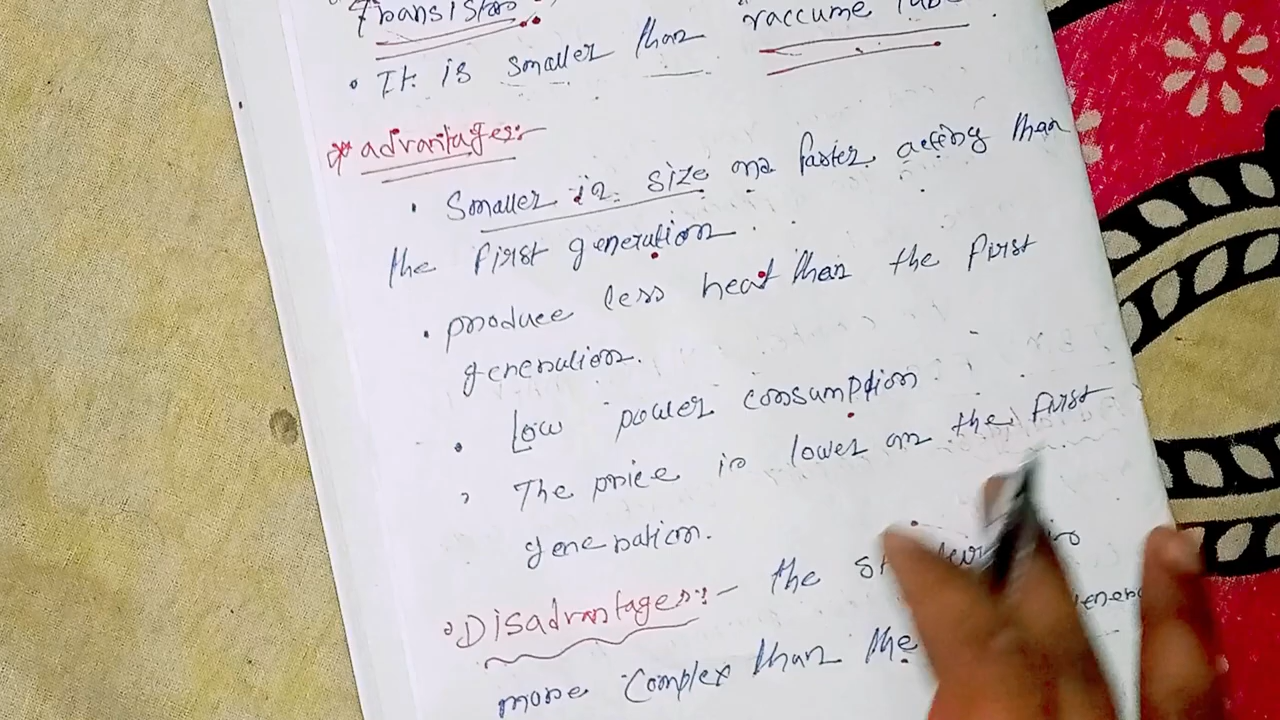 Transistor
• It is smaller than vaccume Tube
** advantages:-
• Smaller in size and faster acting than
the first generation.
• produce less heat than the first
generation.
• Low power consumption
• The price is lower on the first
generation.
• Disadvantages:- the is
more Complex than the